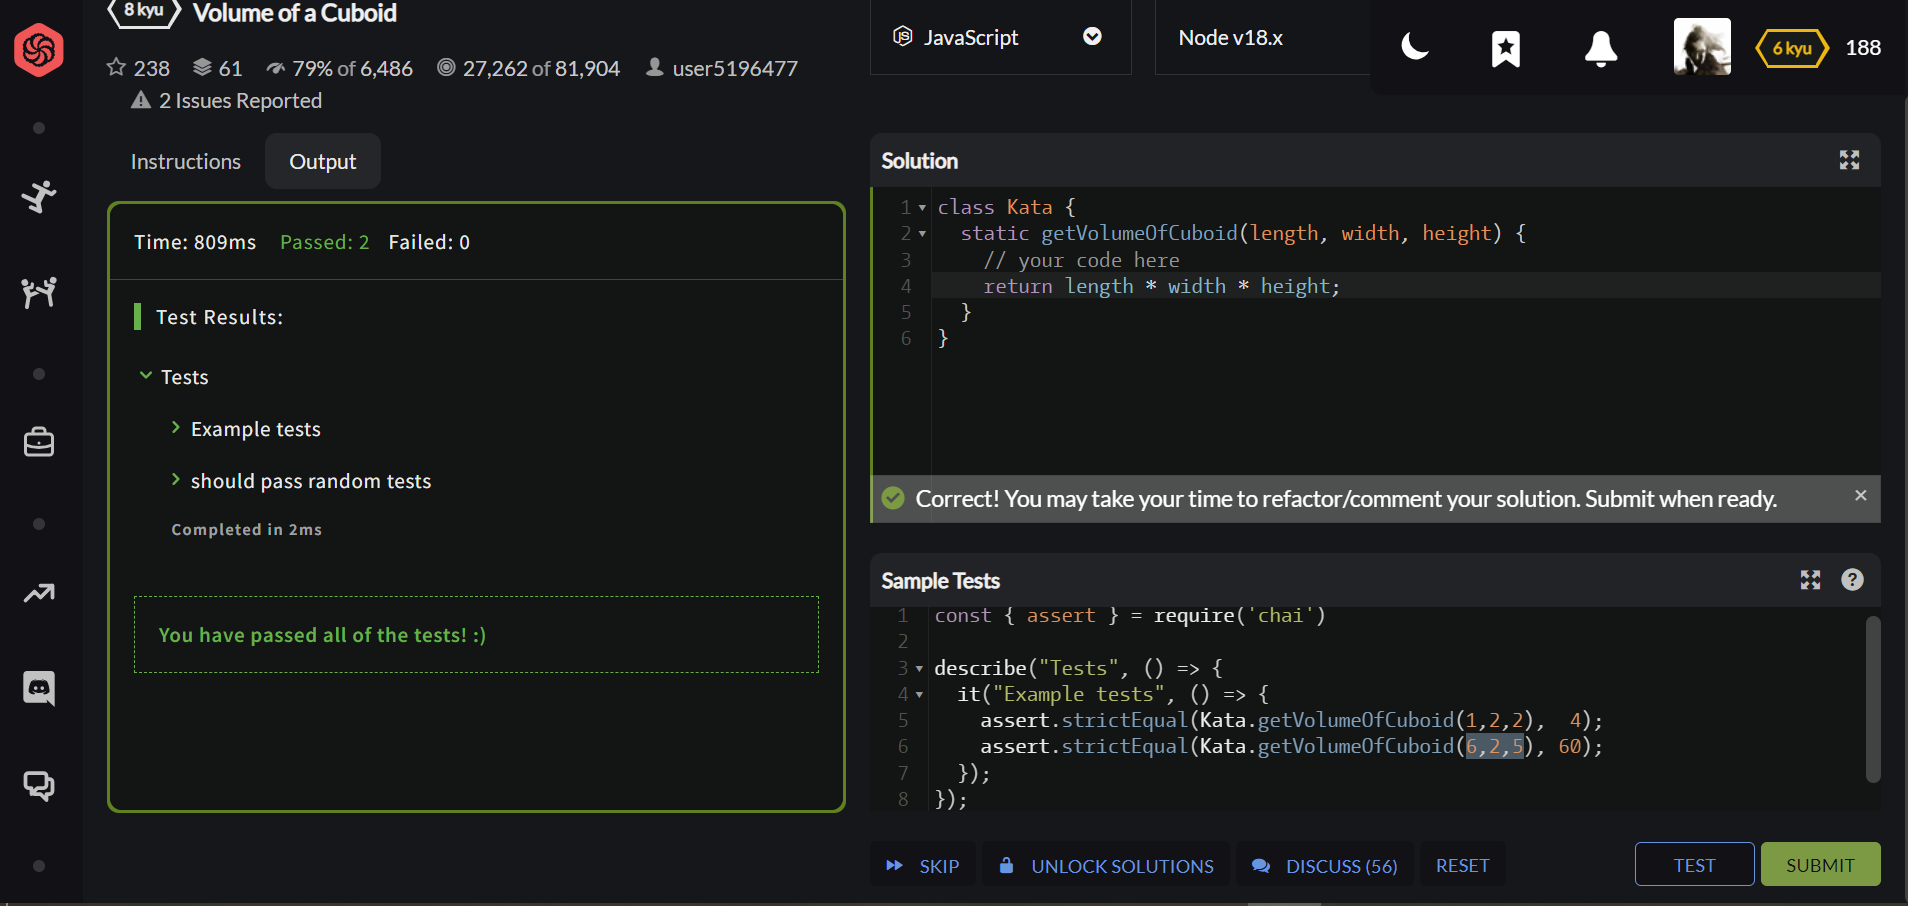 8 kyu Volume of a Cuboid
238 61 79% of 6,486 27,262 of 81,904 user5196477
2 Issues Reported
JavaScript
Node v18.x
6 kyu 188
Instructions Output
Time: 809ms Passed: 2 Failed: 0
Test Results:
Tests
Example tests
should pass random tests
Completed in 2ms
You have passed all of the tests! :)
Solution
1 class Kata {
2 static getVolumeOfCuboid(length, width, height) {
3 // your code here
4 return length * width * height;
5 }
6 }
Correct! You may take your time to refactor/comment your solution. Submit when ready. ×
Sample Tests ?
1 const { assert } = require('chai')
2
3 describe("Tests", () => {
4 it("Example tests", () => {
5 assert.strictEqual(Kata.getVolumeOfCuboid(1,2,2), 4);
6 assert.strictEqual(Kata.getVolumeOfCuboid(6,2,5), 60);
7 });
8 });
SKIP UNLOCK SOLUTIONS DISCUSS (56) RESET TEST SUBMIT